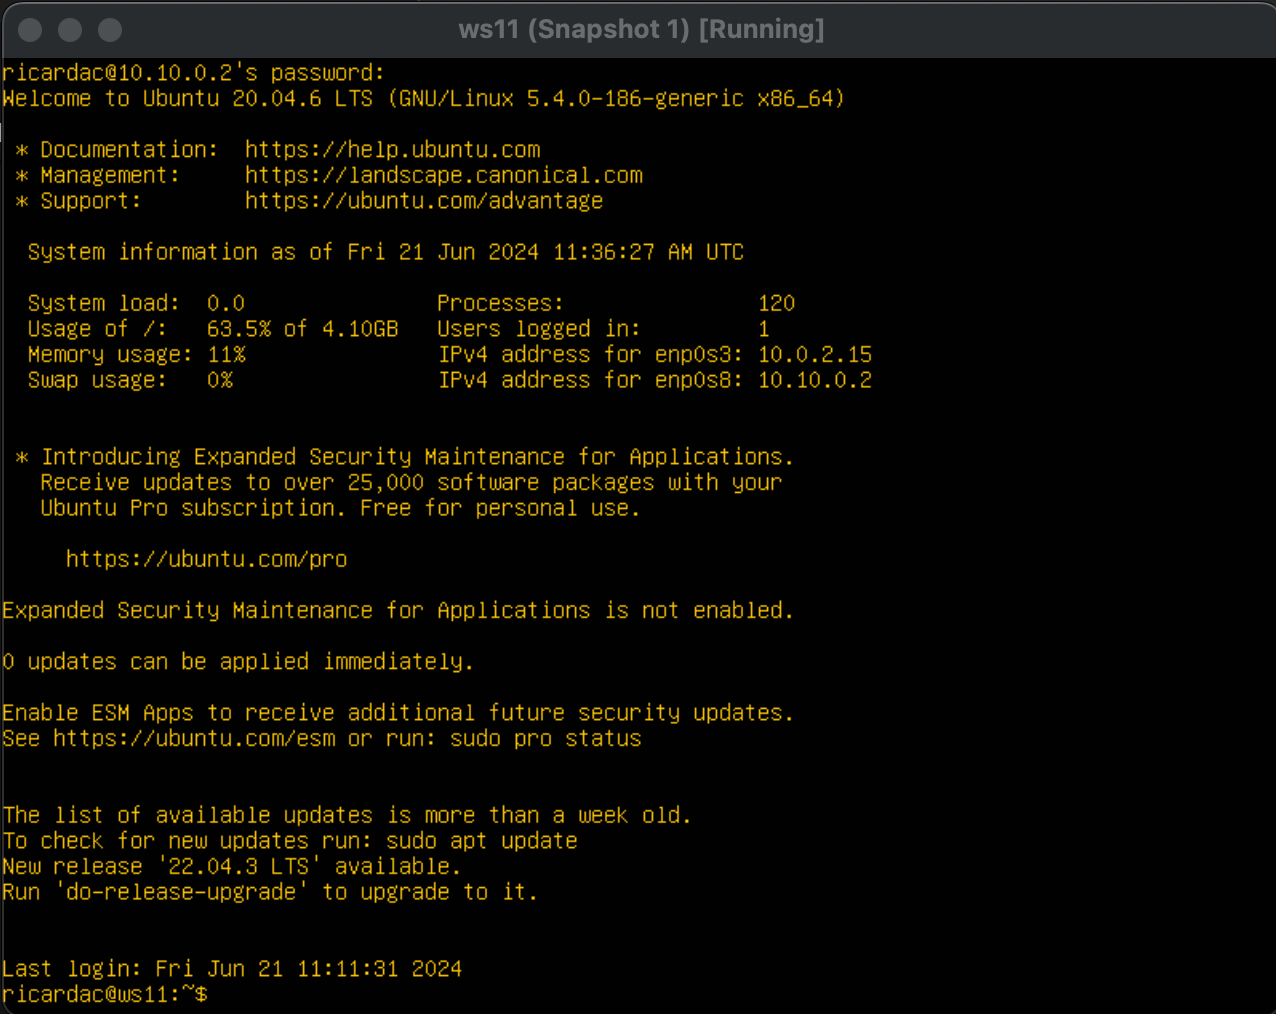 ws11 (Snapshot 1) [Running]
ricardac@10.10.0.2's password:
Welcome to Ubuntu 20.04.6 LTS (GNU/Linux 5.4.0-186-generic x86_64)
* Documentation:  https://help.ubuntu.com
* Management:     https://landscape.canonical.com
* Support:        https://ubuntu.com/advantage
System information as of Fri 21 Jun 2024 11:36:27 AM UTC
System load:  0.0               Processes:               120
Usage of /:   63.5% of 4.10GB   Users logged in:         1
Memory usage: 11%               IPv4 address for enp0s3: 10.0.2.15
Swap usage:   0%                IPv4 address for enp0s8: 10.10.0.2
* Introducing Expanded Security Maintenance for Applications.
Receive updates to over 25,000 software packages with your
Ubuntu Pro subscription. Free for personal use.
https://ubuntu.com/pro
Expanded Security Maintenance for Applications is not enabled.
0 updates can be applied immediately.
Enable ESM Apps to receive additional future security updates.
See https://ubuntu.com/esm or run: sudo pro status
The list of available updates is more than a week old.
To check for new updates run: sudo apt update
New release '22.04.3 LTS' available.
Run 'do-release-upgrade' to upgrade to it.
Last login: Fri Jun 21 11:11:31 2024
ricardac@ws11:~$